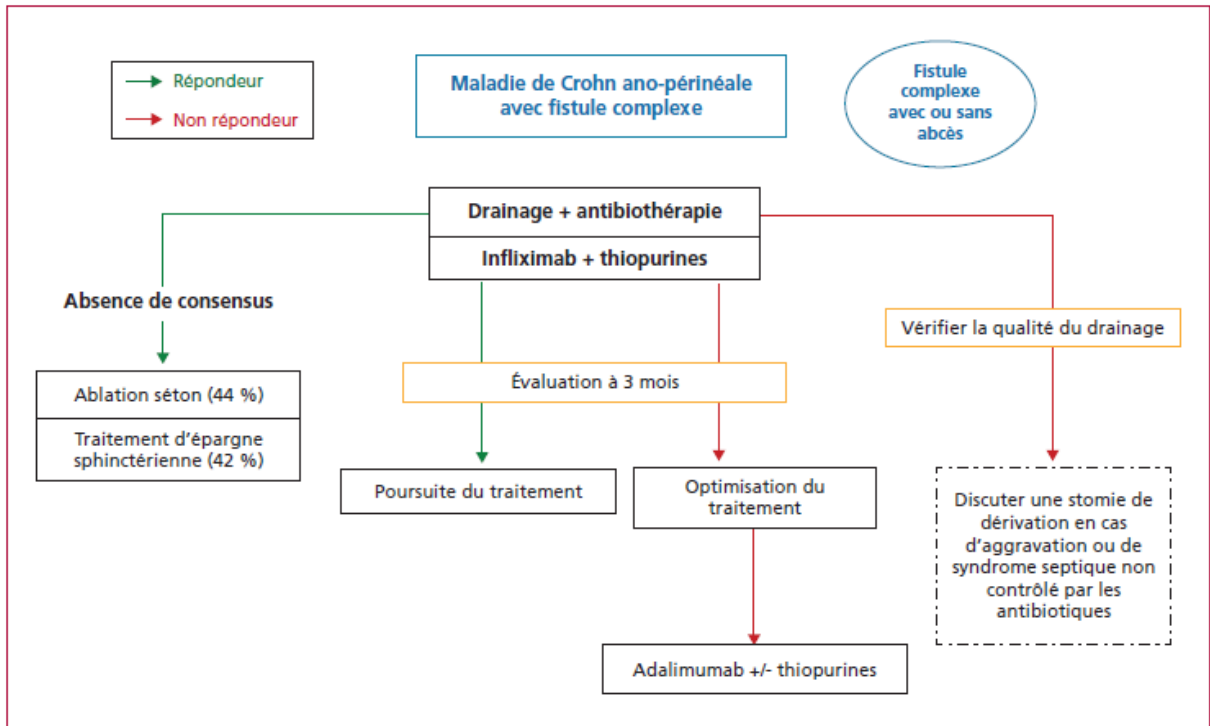 Répondeur
Non répondeur
Maladie de Crohn ano-périnéale
avec fistule complexe
Fistule
complexe
avec ou sans
abcès
Drainage + antibiothérapie
Infliximab + thiopurines
Absence de consensus
Vérifier la qualité du drainage
Évaluation à 3 mois
Ablation séton (44 %)
Traitement d'épargne
sphinctérienne (42 %)
Poursuite du traitement
Optimisation du
traitement
Discuter une stomie de
dérivation en cas
d'aggravation ou de
syndrome septique non
contrôlé par les
antibiotiques
Adalimumab +/- thiopurines